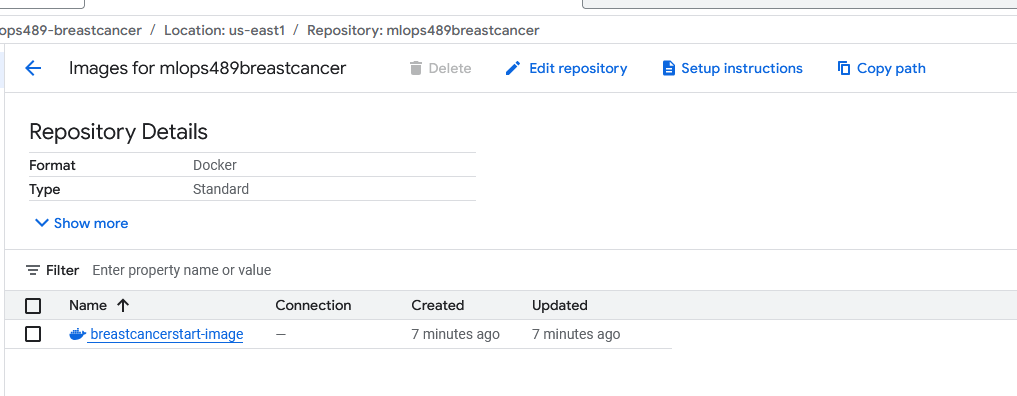 ops489-breastcancer / Location: us-east1 / Repository: mlops489breastcancer
Images for mlops489breastcancer Delete Edit repository Setup instructions Copy path
Repository Details
Format Docker
Type Standard
Show more
Filter Enter property name or value
Name Connection Created Updated
breastcancerstart-image — 7 minutes ago 7 minutes ago